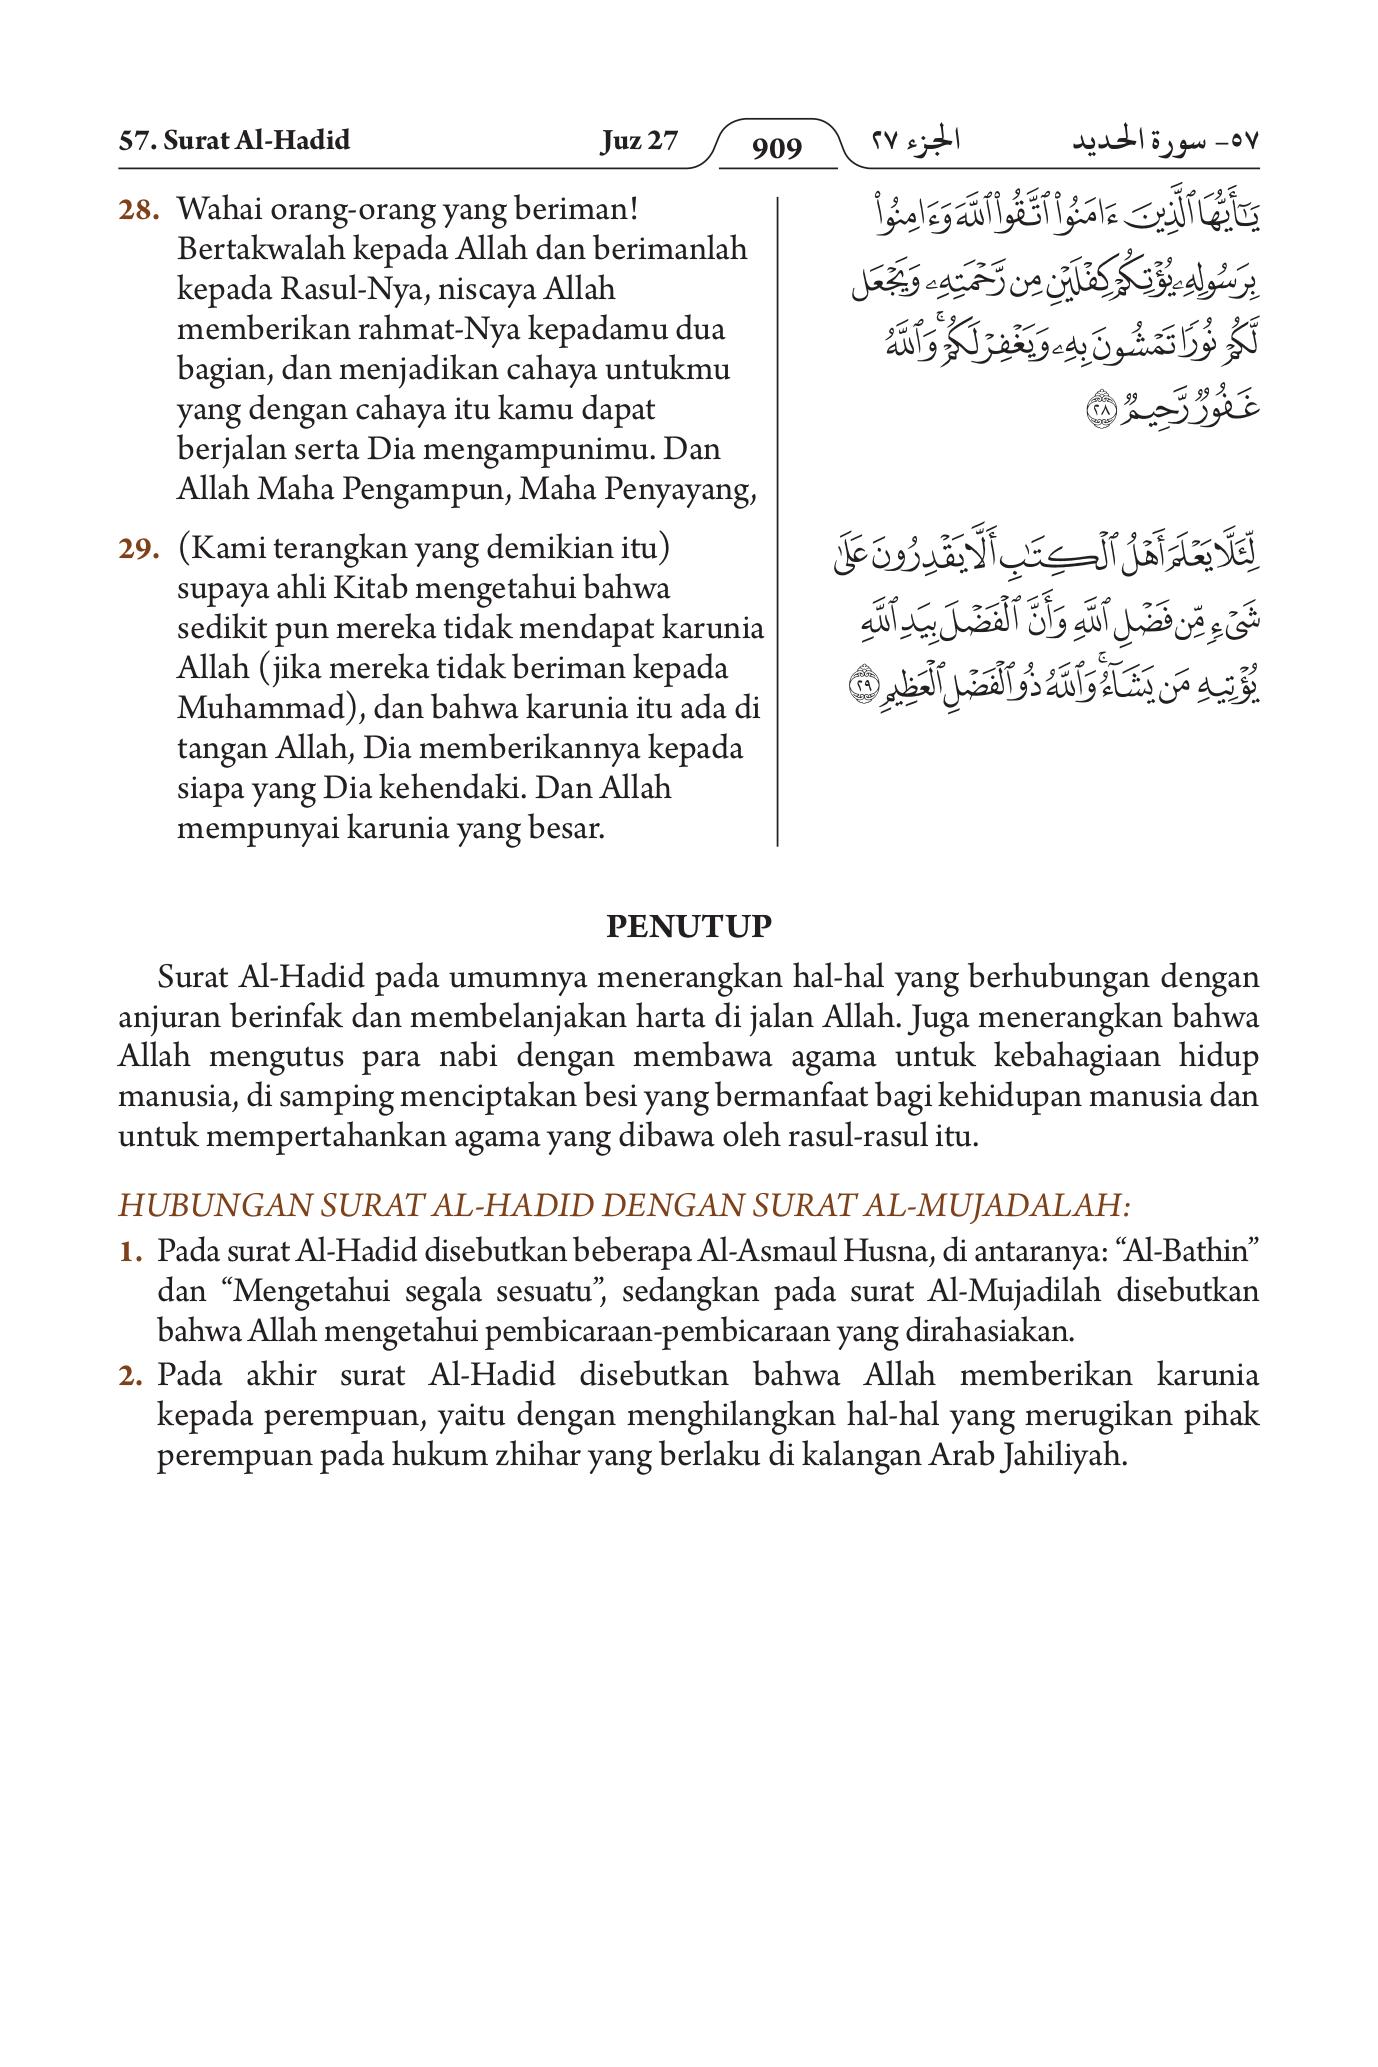 57. Surat Al-Hadid Juz 27 909 الجزء ٢٧ ٥٧- سورة الحديد
28. Wahai orang-orang yang beriman!
Bertakwalah kepada Allah dan berimanlah
kepada Rasul-Nya, niscaya Allah
memberikan rahmat-Nya kepadamu dua
bagian, dan menjadikan cahaya untukmu
yang dengan cahaya itu kamu dapat
berjalan serta Dia mengampunimu. Dan
Allah Maha Pengampun, Maha Penyayang,
يَـٰٓأَيُّهَا ٱلَّذِينَ ءَامَنُوا۟ ٱتَّقُوا۟ ٱللَّهَ وَءَامِنُوا۟
بِرَسُولِهِۦ يُؤْتِكُمْ كِفْلَيْنِ مِن رَّحْمَتِهِۦ وَيَجْعَل
لَّكُمْ نُورًا تَمْشُونَ بِهِۦ وَيَغْفِرْ لَكُمْ ۚ وَٱللَّهُ
غَفُورٌ رَّحِيمٌ ٢٨
29. (Kami terangkan yang demikian itu)
supaya ahli Kitab mengetahui bahwa
sedikit pun mereka tidak mendapat karunia
Allah (jika mereka tidak beriman kepada
Muhammad), dan bahwa karunia itu ada di
tangan Allah, Dia memberikannya kepada
siapa yang Dia kehendaki. Dan Allah
mempunyai karunia yang besar.
لِّئَلَّا يَعْلَمَ أَهْلُ ٱلْكِتَـٰبِ أَلَّا يَقْدِرُونَ عَلَىٰ
شَىْءٍ مِّن فَضْلِ ٱللَّهِ وَأَنَّ ٱلْفَضْلَ بِيَدِ ٱللَّهِ
يُؤْتِيهِ مَن يَشَآءُ ۚ وَٱللَّهُ ذُو ٱلْفَضْلِ ٱلْعَظِيمِ ٢٩
PENUTUP
Surat Al-Hadid pada umumnya menerangkan hal-hal yang berhubungan dengan
anjuran berinfak dan membelanjakan harta di jalan Allah. Juga menerangkan bahwa
Allah mengutus para nabi dengan membawa agama untuk kebahagiaan hidup
manusia, di samping menciptakan besi yang bermanfaat bagi kehidupan manusia dan
untuk mempertahankan agama yang dibawa oleh rasul-rasul itu.
HUBUNGAN SURAT AL-HADID DENGAN SURAT AL-MUJADALAH:
1. Pada surat Al-Hadid disebutkan beberapa Al-Asmaul Husna, di antaranya: “Al-Bathin”
dan “Mengetahui segala sesuatu”, sedangkan pada surat Al-Mujadilah disebutkan
bahwa Allah mengetahui pembicaraan-pembicaraan yang dirahasiakan.
2. Pada akhir surat Al-Hadid disebutkan bahwa Allah memberikan karunia
kepada perempuan, yaitu dengan menghilangkan hal-hal yang merugikan pihak
perempuan pada hukum zhihar yang berlaku di kalangan Arab Jahiliyah.